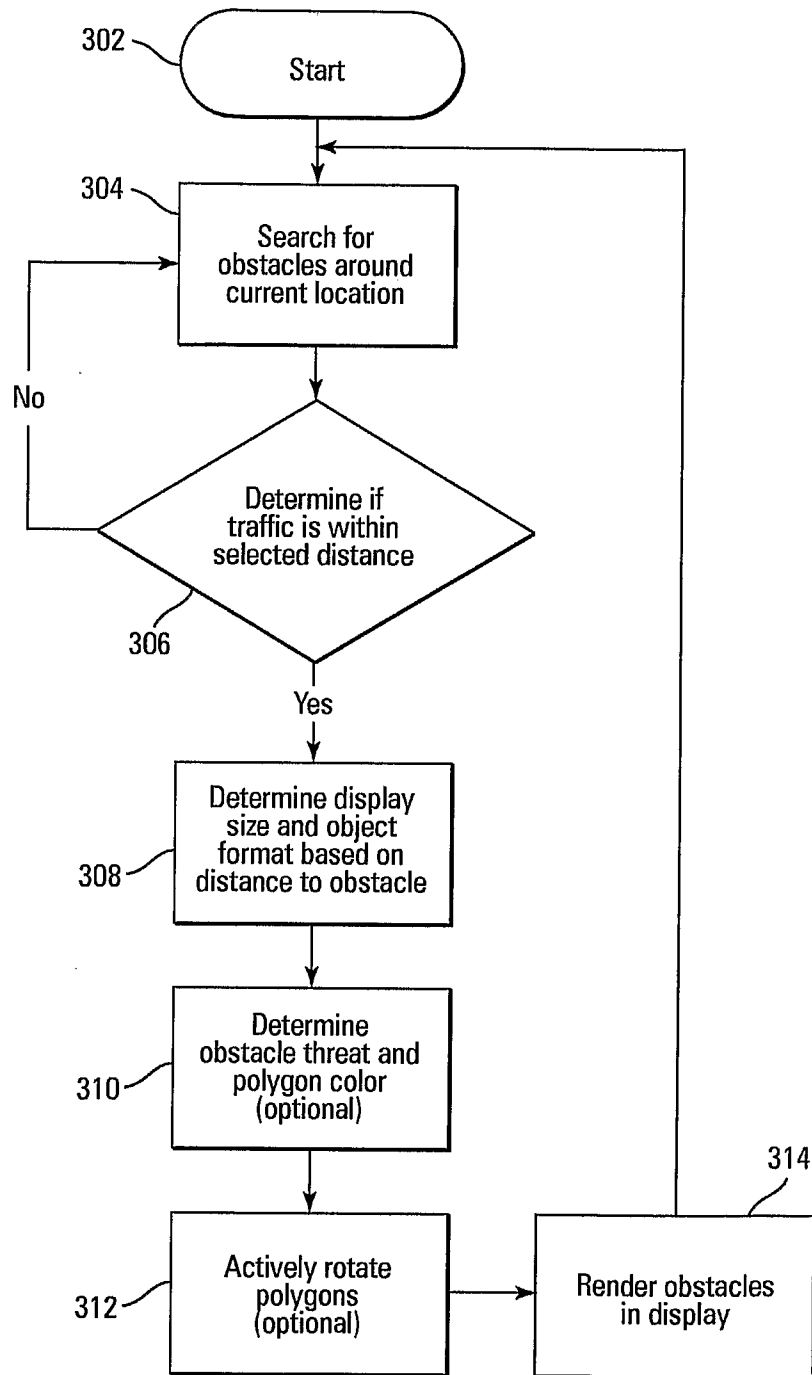 302
Start
304
Search for
obstacles around
current location
No
Determine if
traffic is within
selected distance
306
Yes
Determine display
size and object
format based on
distance to obstacle
308
Determine
obstacle threat and
polygon color
(optional)
310
314
Actively rotate
polygons
(optional)
312
Render obstacles
in display